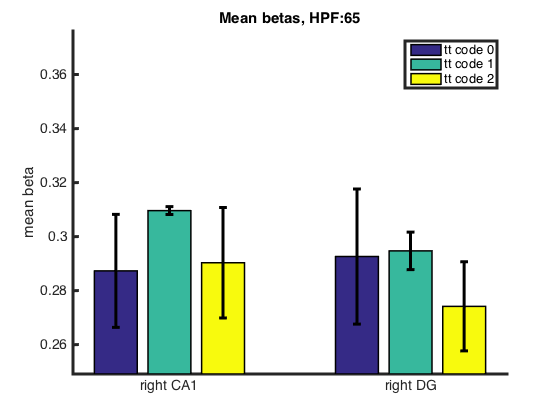 Mean betas, HPF:65
tt code 0
tt code 1
tt code 2
mean beta
0.36
0.34
0.32
0.3
0.28
0.26
right CA1
right DG